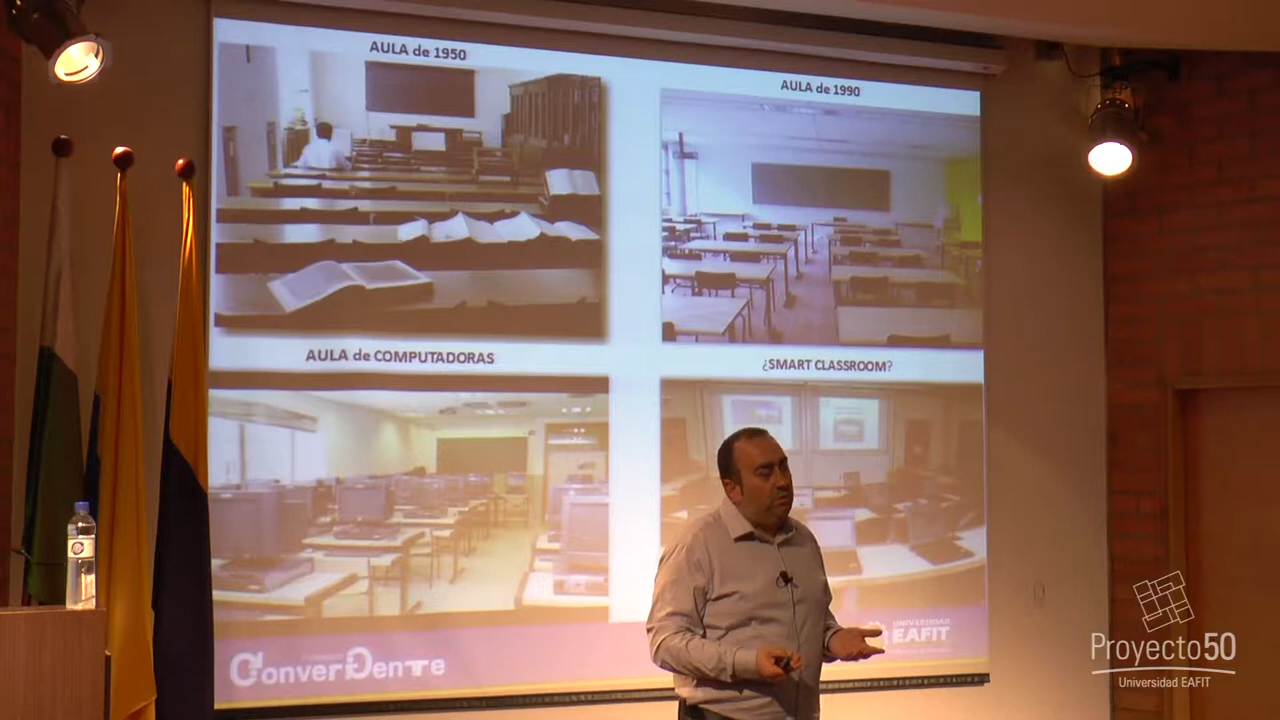 AULA de 1950
AULA de 1990
AULA de COMPUTADORAS
¿SMART CLASSROOM?
ConverGente
UNIVERSIDAD
EAFIT
Proyecto50
Universidad EAFIT